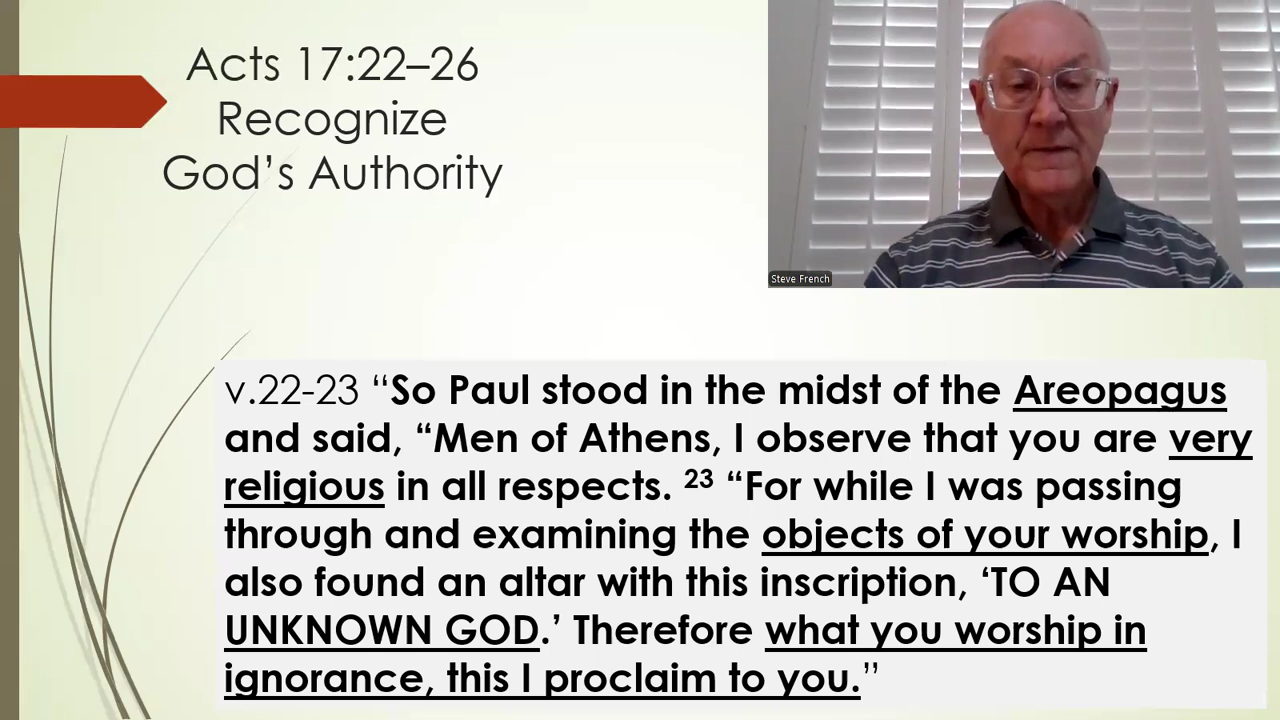 Acts 17:22–26
Recognize
God’s Authority
Steve French
v.22-23 “So Paul stood in the midst of the Areopagus
and said, “Men of Athens, I observe that you are very
religious in all respects. 23 “For while I was passing
through and examining the objects of your worship, I
also found an altar with this inscription, ‘TO AN
UNKNOWN GOD.’ Therefore what you worship in
ignorance, this I proclaim to you.”